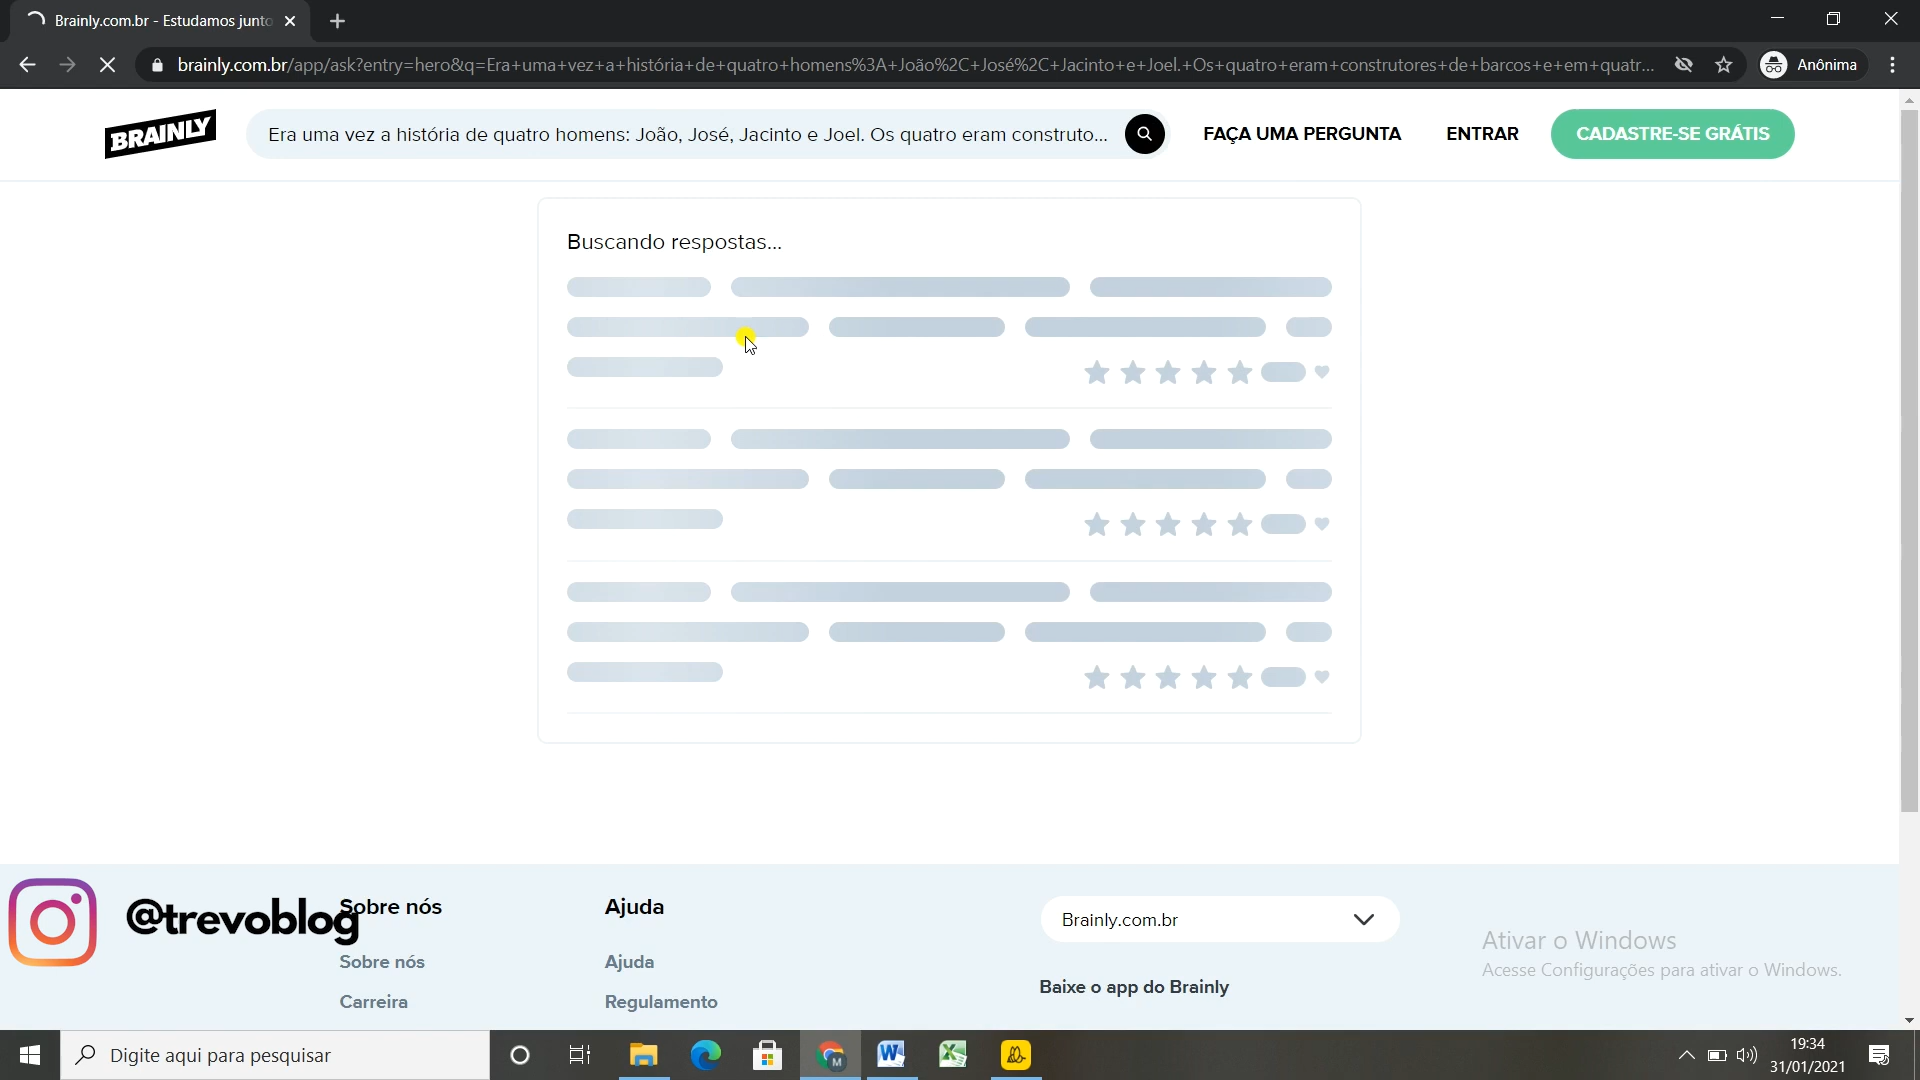 Brainly.com.br - Estudamos junto
brainly.com.br/app/ask?entry=hero&q=Era+uma+vez+a+história+de+quatro+homens%3A+João%2C+José%2C+Jacinto+e+Joel.+Os+quatro+eram+construtores+de+barcos+e+em+quatr...
Anônima
BRAINLY
Era uma vez a história de quatro homens: João, José, Jacinto e Joel. Os quatro eram construto...
FAÇA UMA PERGUNTA
ENTRAR
CADASTRE-SE GRÁTIS
Buscando respostas...
@trevoblog
Sobre nós
Ajuda
Brainly.com.br
Sobre nós
Ajuda
Baixe o app do Brainly
Carreira
Regulamento
Ativar o Windows
Acesse Configurações para ativar o Windows.
Digite aqui para pesquisar
M
19:34
31/01/2021